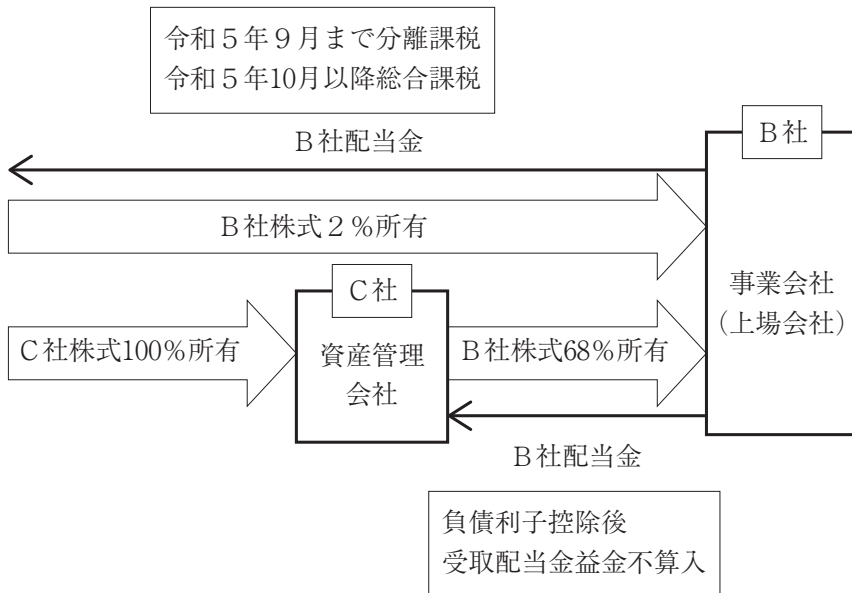 令和５年９月まで分離課税
令和５年10月以降総合課税
Ｂ社配当金
Ｂ社
Ｂ社株式２％所有
Ｃ社
事業会社
（上場会社）
Ｃ社株式100％所有
資産管理
会社
Ｂ社株式68％所有
Ｂ社配当金
負債利子控除後
受取配当金益金不算入